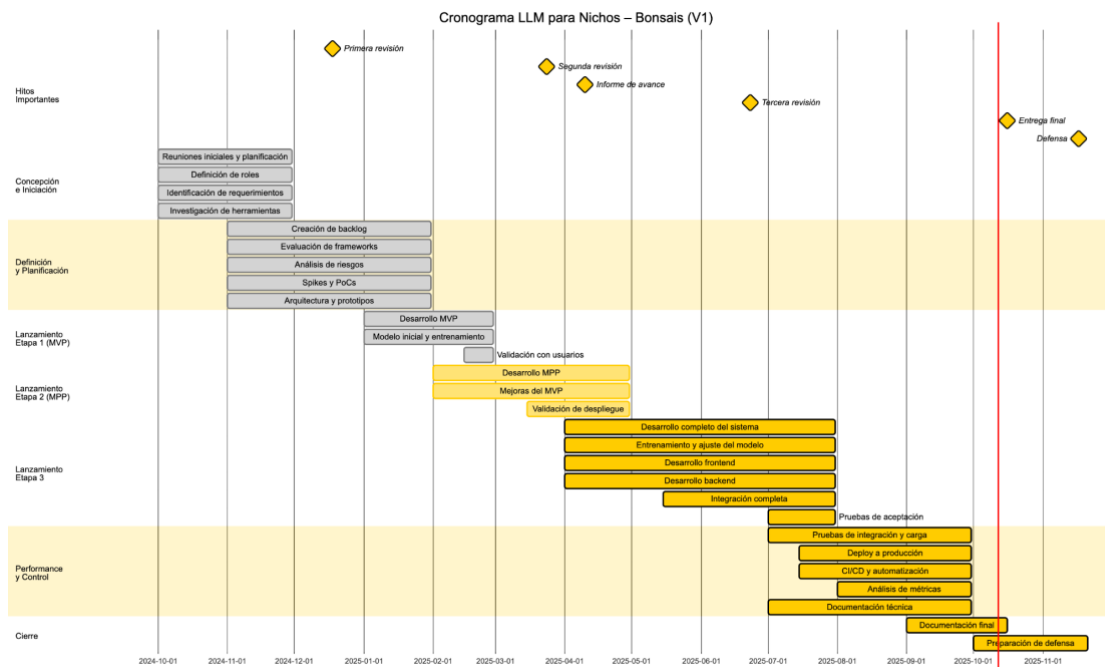 Cronograma LLM para Nichos – Bonsais (V1)
Hitos
Importantes
Primera revisión
Segunda revisión
Informe de avance
Tercera revisión
Entrega final
Defensa
Concepción
e Iniciación
Reuniones iniciales y planificación
Definición de roles
Identificación de requerimientos
Investigación de herramientas
Definición
y Planificación
Creación de backlog
Evaluación de frameworks
Análisis de riesgos
Spikes y PoCs
Arquitectura y prototipos
Lanzamiento
Etapa 1 (MVP)
Desarrollo MVP
Modelo inicial y entrenamiento
Validación con usuarios
Lanzamiento
Etapa 2 (MPP)
Desarrollo MPP
Mejoras del MVP
Validación de despliegue
Lanzamiento
Etapa 3
Desarrollo completo del sistema
Entrenamiento y ajuste del modelo
Desarrollo frontend
Desarrollo backend
Integración completa
Pruebas de aceptación
Performance
y Control
Pruebas de integración y carga
Deploy a producción
CI/CD y automatización
Análisis de métricas
Documentación técnica
Cierre
Documentación final
Preparación de defensa
2024-10-01
2024-11-01
2024-12-01
2025-01-01
2025-02-01
2025-03-01
2025-04-01
2025-05-01
2025-06-01
2025-07-01
2025-08-01
2025-09-01
2025-10-01
2025-11-01